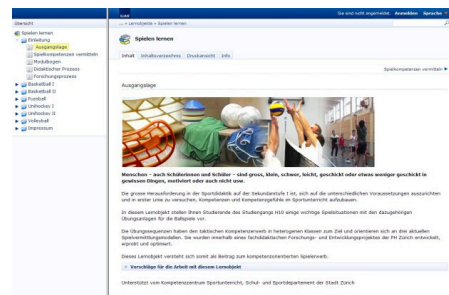 Übersicht
Spielen lernen
Einleitung
Ausgangslage
Spielkompetenzen vermitteln
Modulbogen
Didaktischer Prozess
Forschungsprozess
Basketball I
Basketball II
Fussball
Unihockey I
Unihockey II
Volleyball
Impressum
Sie sind nicht angemeldet. Anmelden Sprache
... » Lernobjekte » Spielen lernen
Spielen lernen
Inhalt Inhaltsverzeichnis Druckansicht Info
Spielkompetenzen vermitteln
Ausgangslage
Menschen - auch Schülerinnen und Schüler - sind gross, klein, schwer, leicht, geschickt oder etwas weniger geschickt in
gewissen Dingen, motiviert oder auch nicht usw.
Die grosse Herausforderung in der Sportdidaktik auf der Sekundarstufe I ist, sich auf die unterschiedlichen Voraussetzungen auszurichten
und in erster Linie zu versuchen, Kompetenzen und Kompetenzgefühle im Sportunterricht aufzubauen.
In diesem Lernobjekt stellen Ihnen Studierende des Studiengangs H10 einige wichtige Spielsituationen mit den dazugehörigen
Übungsanlagen für die Ballspiele vor.
Die Übungssequenzen haben den taktischen Kompetenzerwerb in heterogenen Klassen zum Ziel und orientieren sich an drei aktuellen
Spielvermittlungsmodellen. Sie wurden innerhalb eines fachdidaktischen Forschungs- und Entwicklungsprojektes der PH Zürich entwickelt,
erprobt und optimiert.
Dieses Lernobjekt versteht sich somit als Beitrag zum kompetenzorientierten Spielerwerb.
Vorschläge für die Arbeit mit diesem Lernobjekt
Unterstützt vom Kompetenzzentrum Sportunterricht, Schul- und Sportdepartement der Stadt Zürich